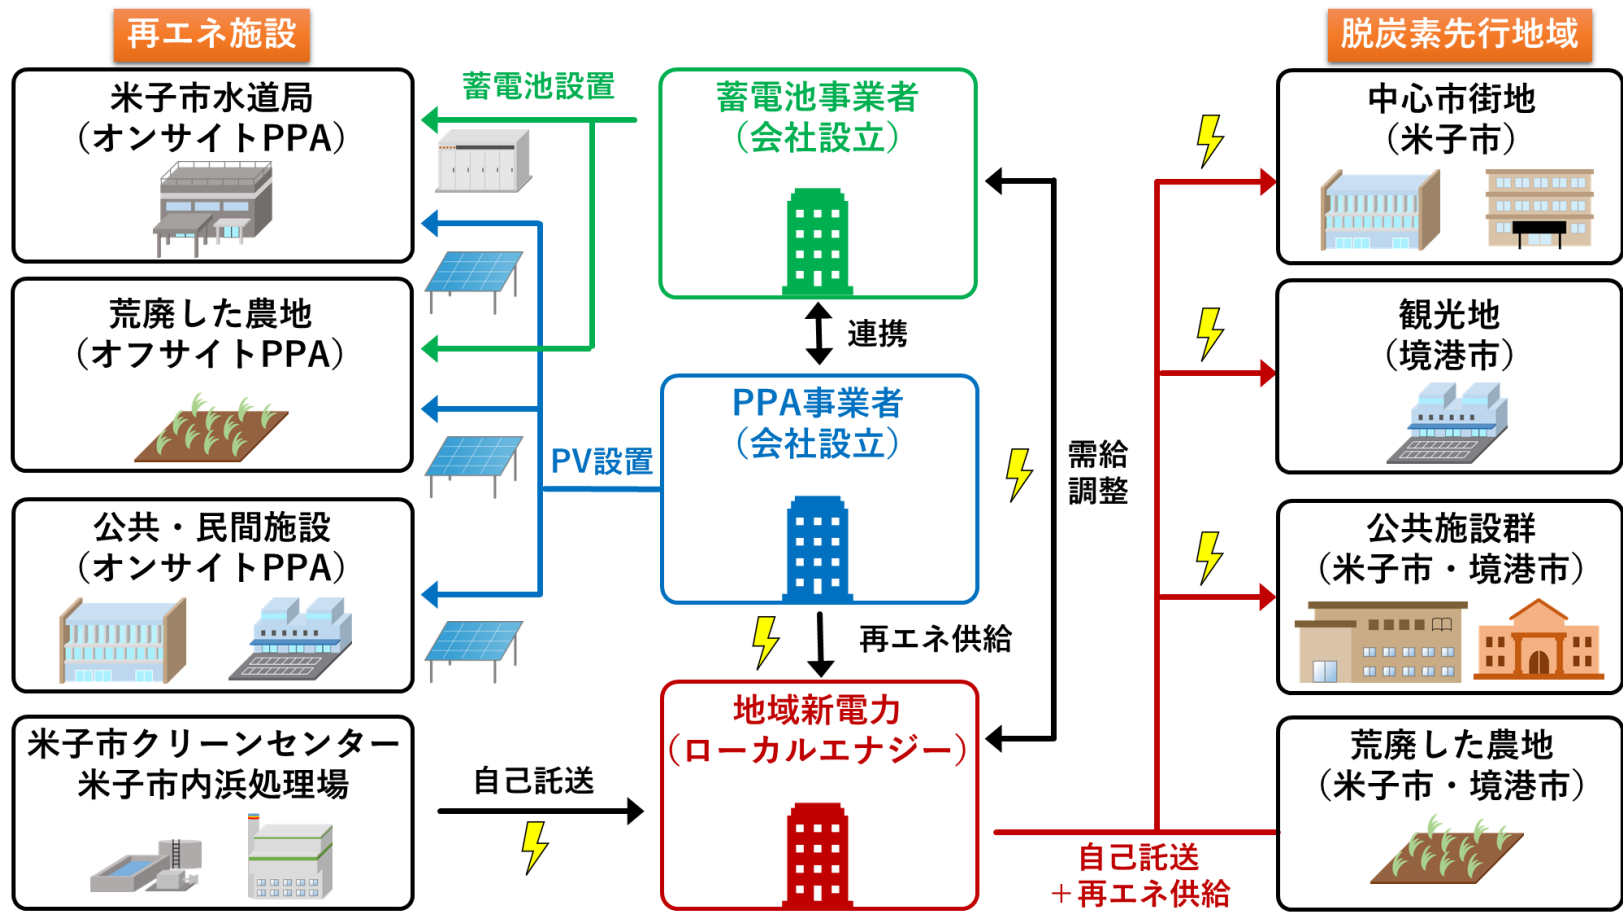 再エネ施設
米子市水道局
(オンサイトPPA)
荒廃した農地
(オフサイトPPA)
公共・民間施設
(オンサイトPPA)
米子市クリーンセンター
米子市内浜処理場
蓄電池設置
PV設置
自己託送
蓄電池事業者
(会社設立)
連携
PPA事業者
(会社設立)
再エネ供給
地域新電力
(ローカルエナジー)
需給
調整
自己託送
+再エネ供給
脱炭素先行地域
中心市街地
(米子市)
観光地
(境港市)
公共施設群
(米子市・境港市)
荒廃した農地
(米子市・境港市)